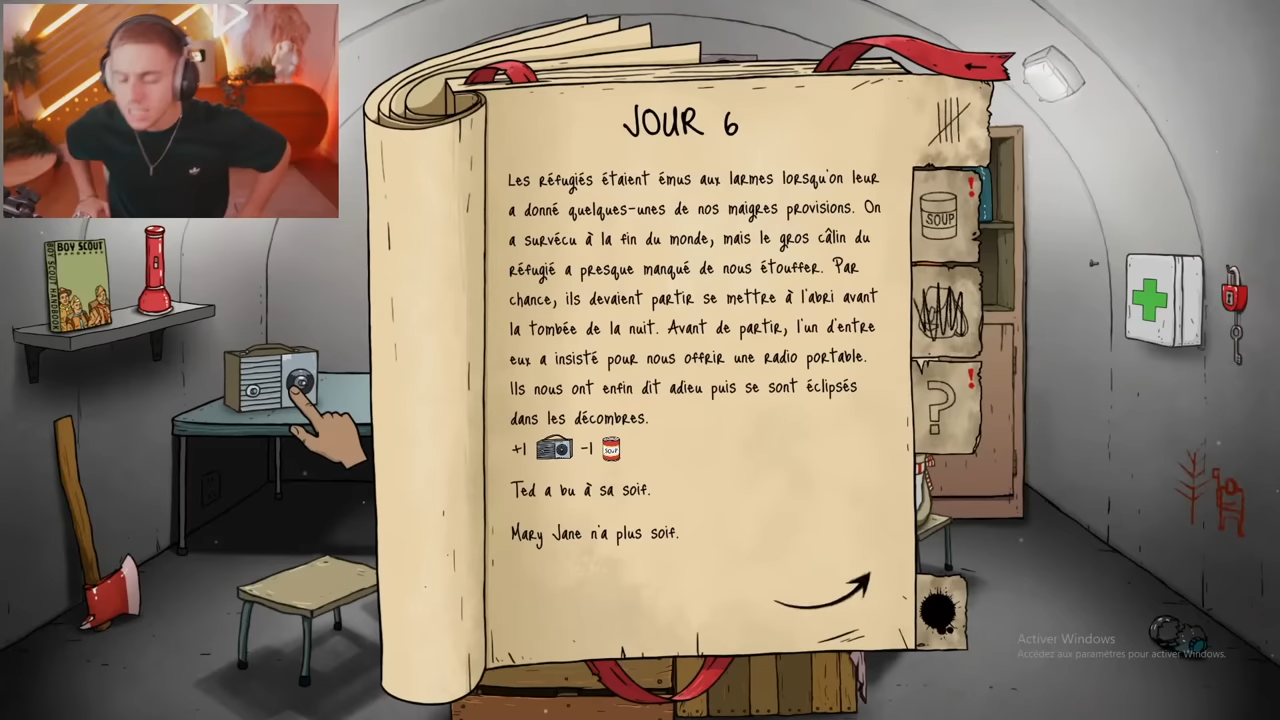 JOUR 6
Les réfugiés étaient émus aux larmes lorsqu'on leur
a donné quelques-unes de nos maigres provisions. On
a survécu à la fin du monde, mais le gros câlin du
réfugié a presque manqué de nous étouffer. Par
chance, ils devaient partir se mettre à l'abri avant
la tombée de la nuit. Avant de partir, l'un d'entre
eux a insisté pour nous offrir une radio portable.
Ils nous ont enfin dit adieu puis se sont éclipsés
dans les décombres.
+1 -1 SOUP
Ted a bu à sa soif.
Mary Jane n'a plus soif.
SOUP
!
?
!
BOY SCOUT
BOY SCOUT HANDBOOK
Activer Windows
Accédez aux paramètres pour activer Windows.